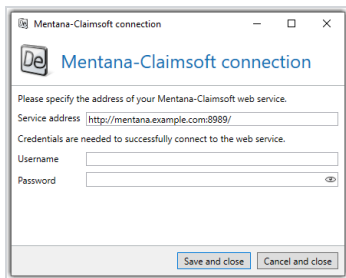 De Mentana-Claimsoft connection
De Mentana-Claimsoft connection
Please specify the address of your Mentana-Claimsoft web service.
Service address http://mentana.example.com:8989/
Credentials are needed to successfully connect to the web service.
Username
Password
Save and close Cancel and close